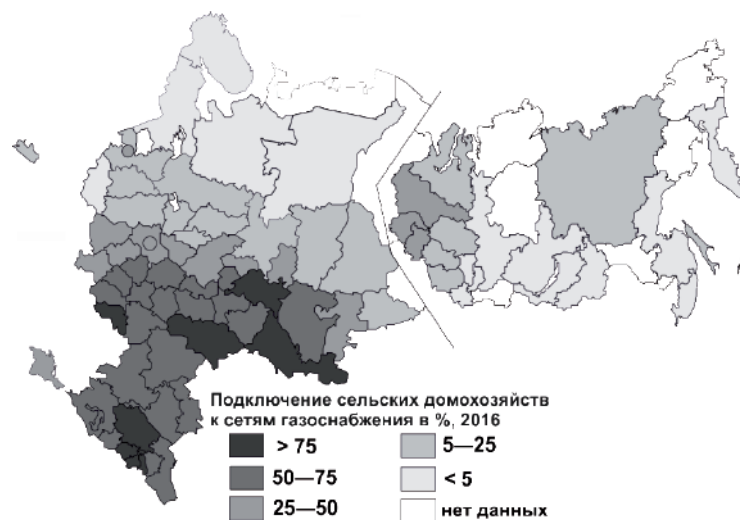 Подключение сельских домохозяйств
к сетям газоснабжения в %, 2016
> 75
50—75
25—50
5—25
< 5
нет данных